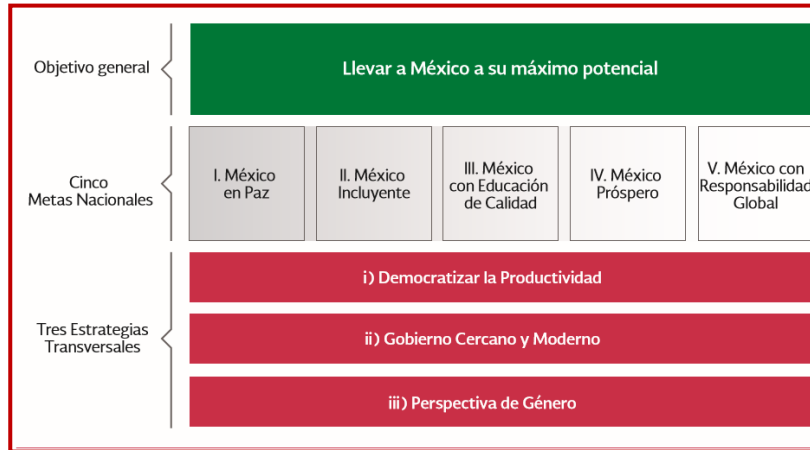 Objetivo general
Llevar a México a su máximo potencial
Cinco
Metas Nacionales
I. México
en Paz
II. México
Incluyente
III. México
con Educación
de Calidad
IV. México
Próspero
V. México con
Responsabilidad
Global
Tres Estrategias
Transversales
i) Democratizar la Productividad
ii) Gobierno Cercano y Moderno
iii) Perspectiva de Género